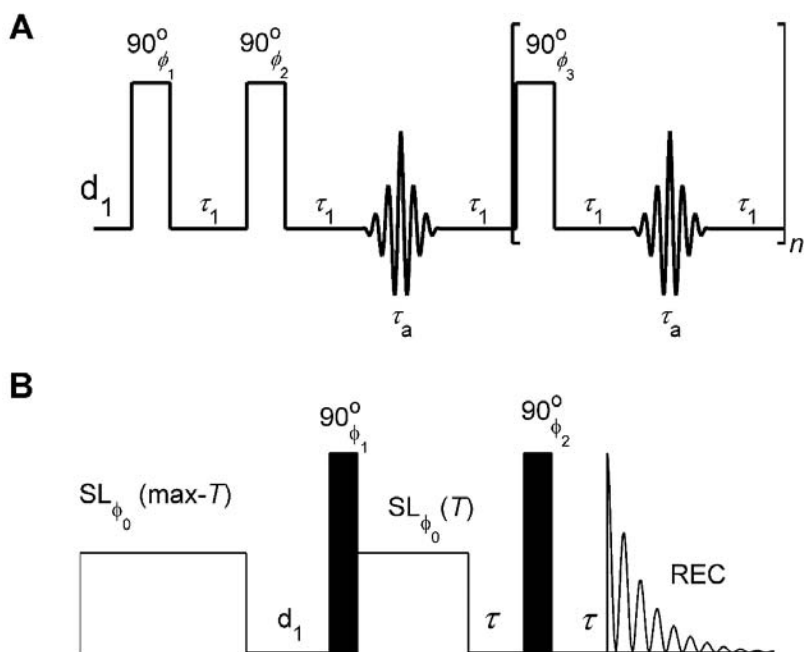 A
90°ϕ1 90°ϕ2 90°ϕ3
d1 τ1 τ1 τ1 τ1 τ1
τa τa n
B
90°ϕ1 90°ϕ2
SLϕ0 (max-T) SLϕ0(T) REC
d1 τ τ